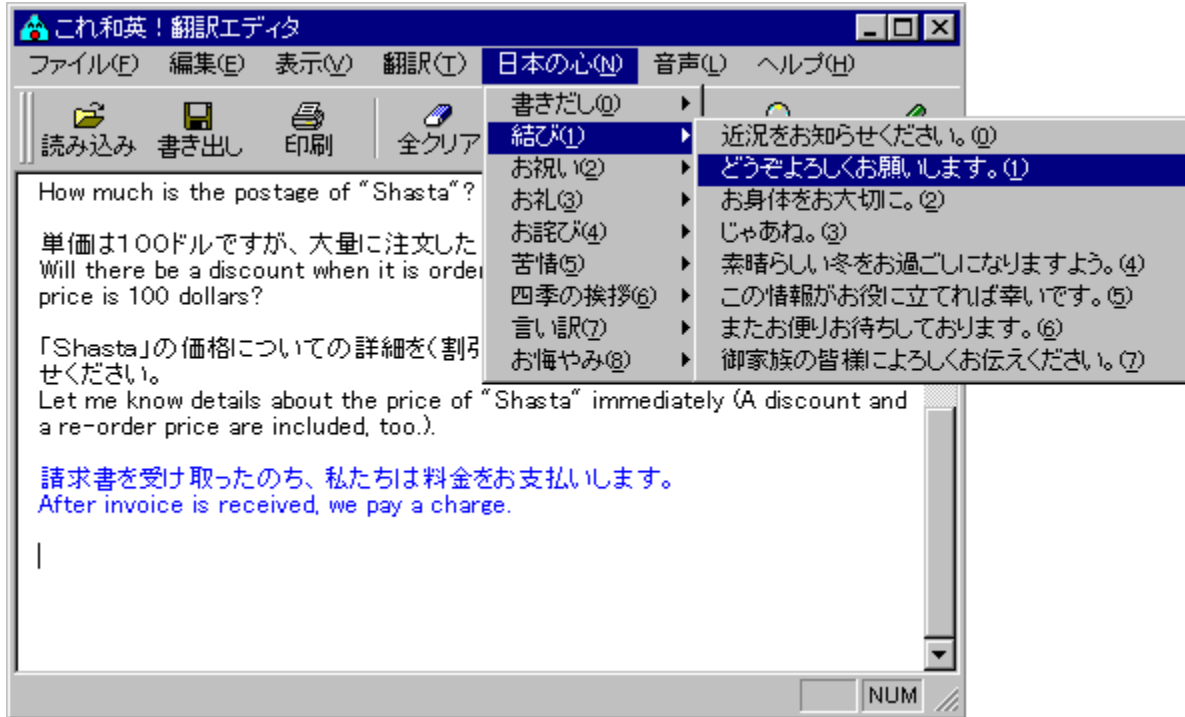 これ和英！翻訳エディタ
ファイル(F) 編集(E) 表示(V) 翻訳(T) 日本の心(N) 音声(L) ヘルプ(H)
読み込み 書き出し 印刷 全クリア
書きだし(0)
結び(1)
お祝い(2)
お礼(3)
お詫び(4)
苦情(5)
四季の挨拶(6)
言い訳(7)
お悔やみ(8)
近況をお知らせください。(0)
どうぞよろしくお願いします。(1)
お身体をお大切に。(2)
じゃあね。(3)
素晴らしい冬をお過ごしになりますよう。(4)
この情報がお役に立てれば幸いです。(5)
またお便りお待ちしております。(6)
御家族の皆様によろしくお伝えください。(7)
How much is the postage of "Shasta"?
単価は１００ドルですが、大量に注文した
Will there be a discount when it is order
price is 100 dollars?
「Shasta」の価格についての詳細を（割引
せください。
Let me know details about the price of "Shasta" immediately (A discount and
a re-order price are included, too.).
請求書を受け取ったのち、私たちは料金をお支払いします。
After invoice is received, we pay a charge.
NUM